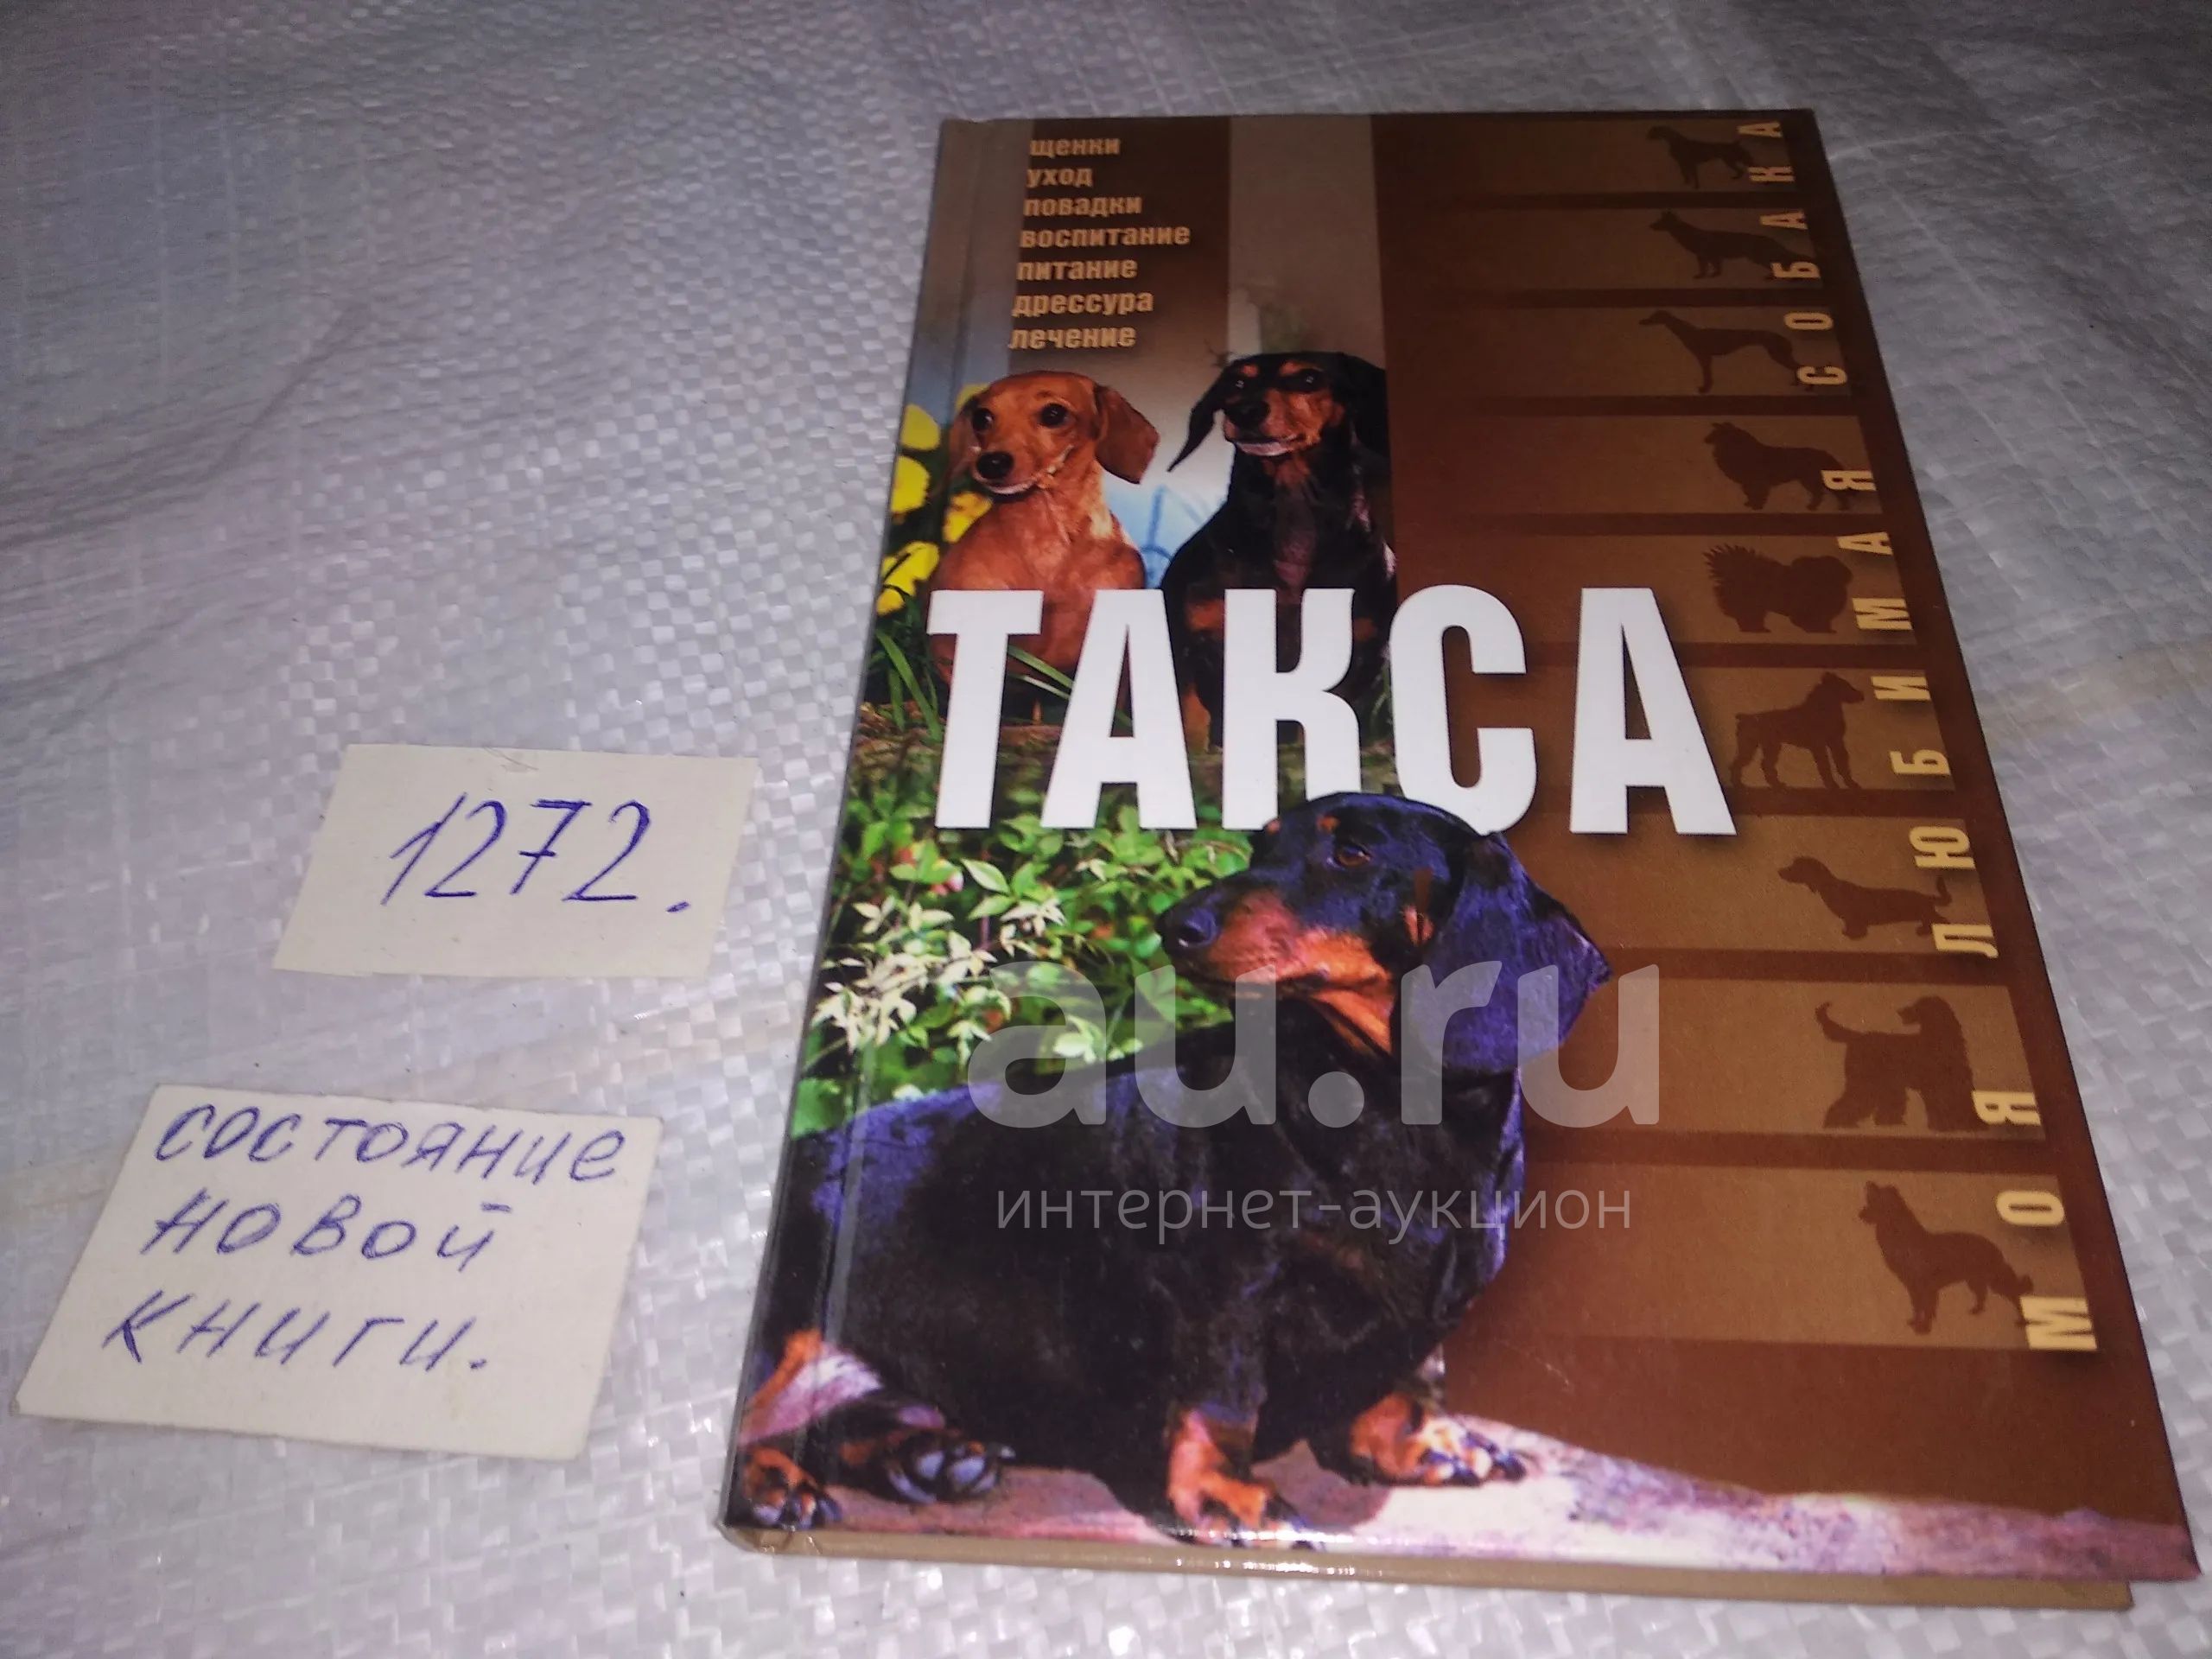 щенки
уход
повадки
воспитание
питание
дрессура
лечение
ТАКСА
МОЯ ЛЮБИМАЯ СОБАКА
1272.
состояние
новой
книги.
au.ru
интернет-аукцион